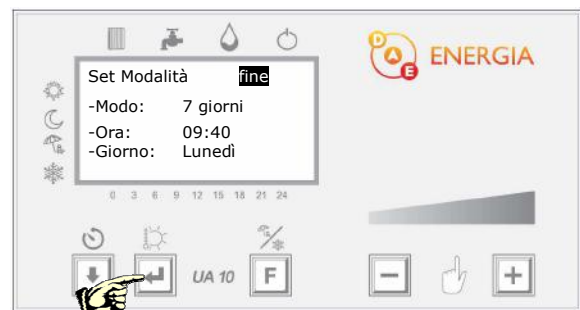 D A E ENERGIA
Set Modalità fine
-Modo: 7 giorni
-Ora: 09:40
-Giorno: Lunedì
0 3 6 9 12 15 18 21 24
UA 10 F